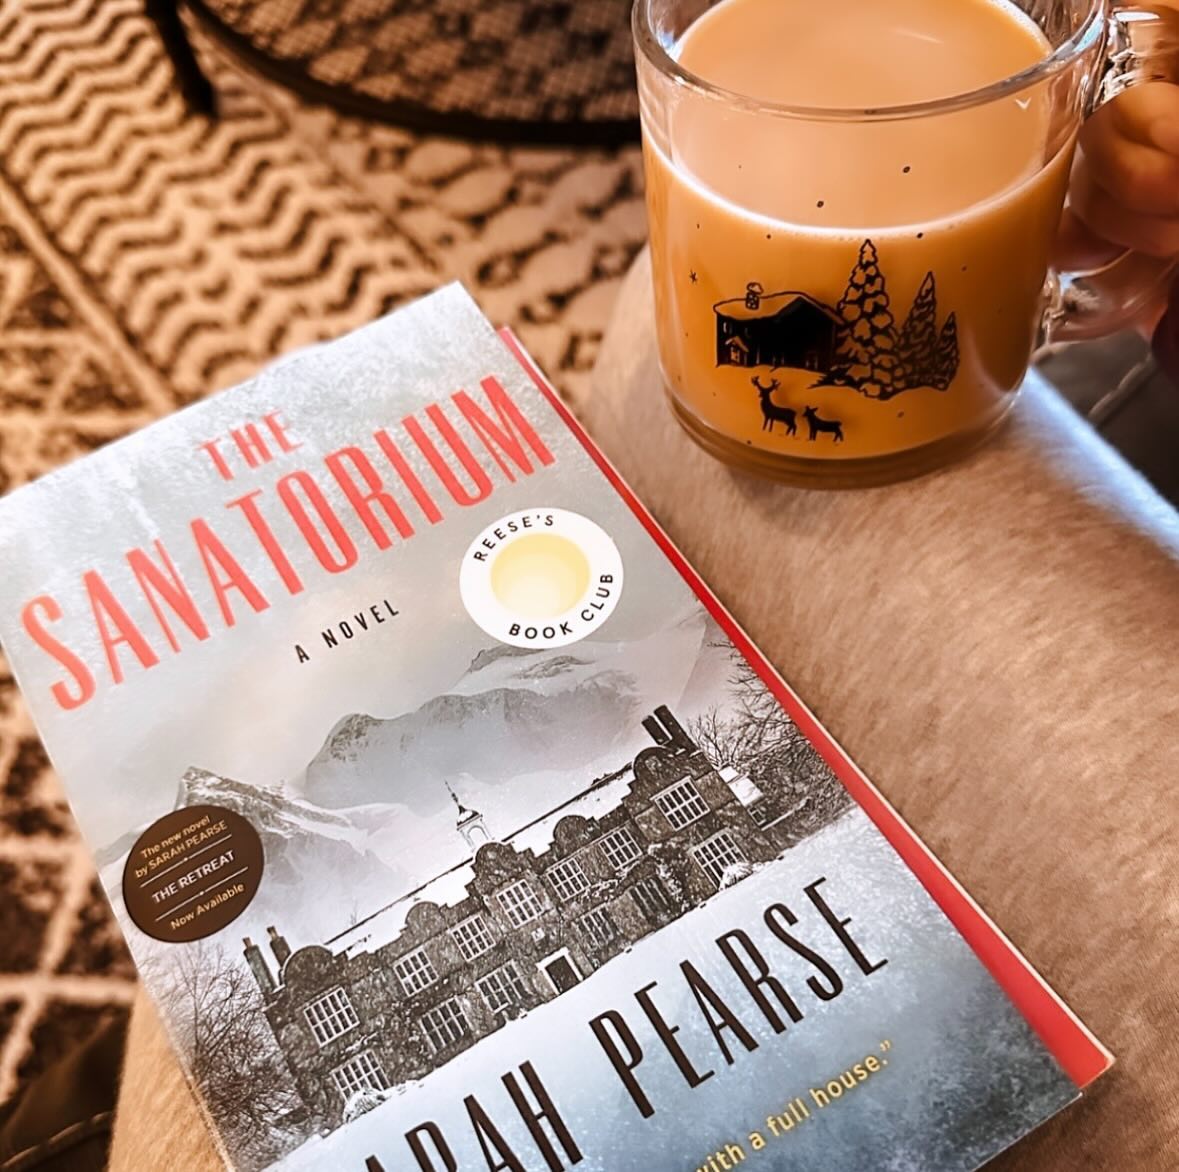 THE
SANATORIUM
REESE'S
BOOK CLUB
A NOVEL
The new novel
by SARAH PEARSE
THE RETREAT
Now Available
ARAH PEARSE
with a full house."